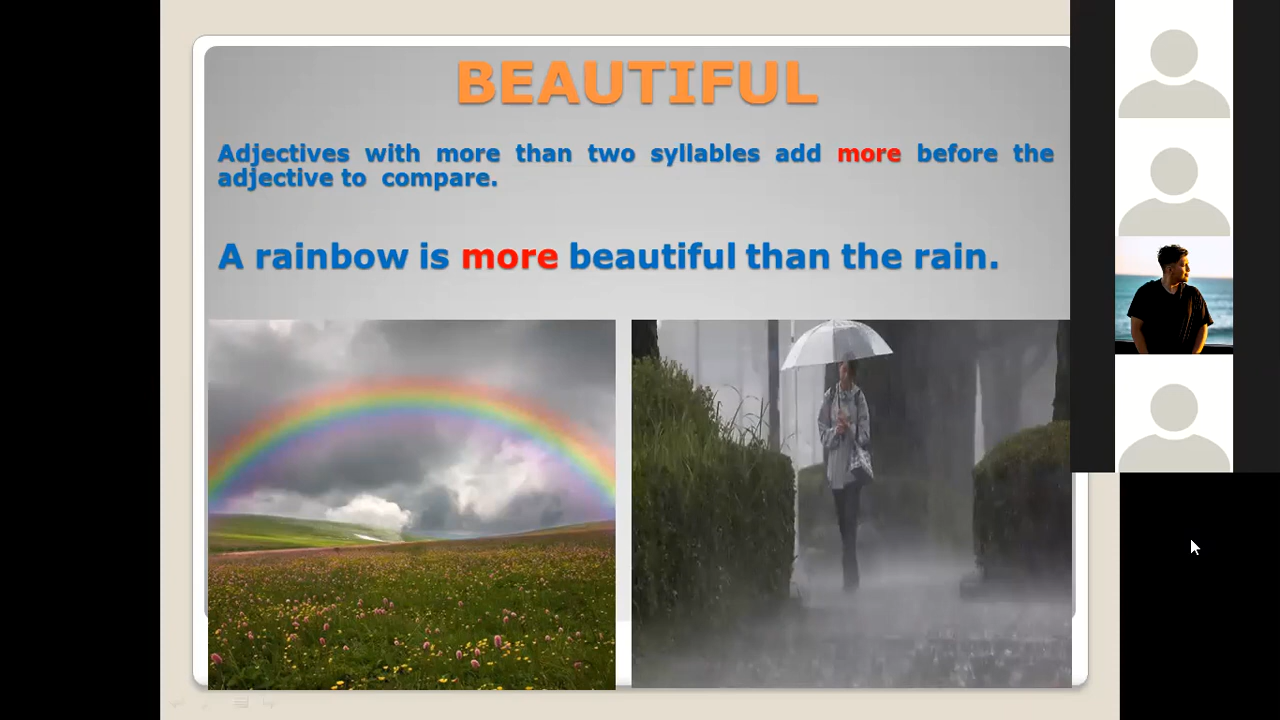 BEAUTIFUL
Adjectives with more than two syllables add more before the
adjective to compare.
A rainbow is more beautiful than the rain.